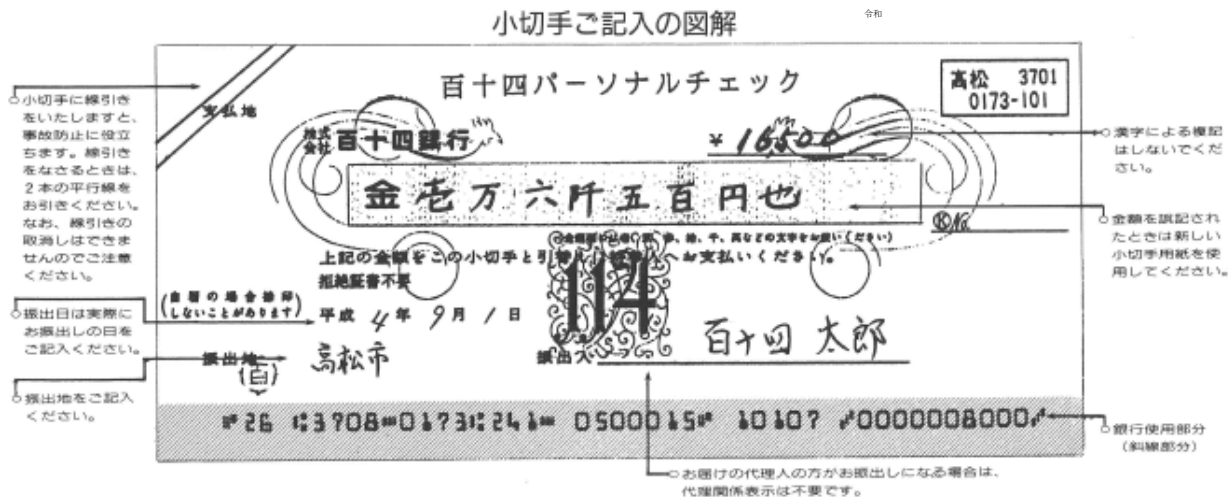 令和
小切手ご記入の図解
百十四パーソナルチェック
高松 3701
0173-101
小切手に線引き
をいたしますと、
事故防止に役立
ちます。線引き
をなさるときは、
2本の平行線を
お引きください。
なお、線引きの
取消しはできま
せんのでご注意
ください。
支払地
株式会社 百十四銀行
¥ 16,500
漢字による複記
はしないでくだ
さい。
金壱万六阡五百円也
金額を誤記され
たときは新しい
小切手用紙を使
用してください。
上記の金額をこの小切手と引替えに持参人へお支払いください。
拒絶証書不要
(自署の場合捺印
しないことがあります)
平成 4 年 9 月 1 日
114
振出日は実際に
お振出しの日を
ご記入ください。
振出地
(白)
高松市
振出人
百十四 太郎
振出地をご記入
ください。
26 3708 0173 241 0500015 10107 0000008000
銀行使用部分
(斜線部分)
お届けの代理人の方がお振出しになる場合は、
代理関係表示は不要です。